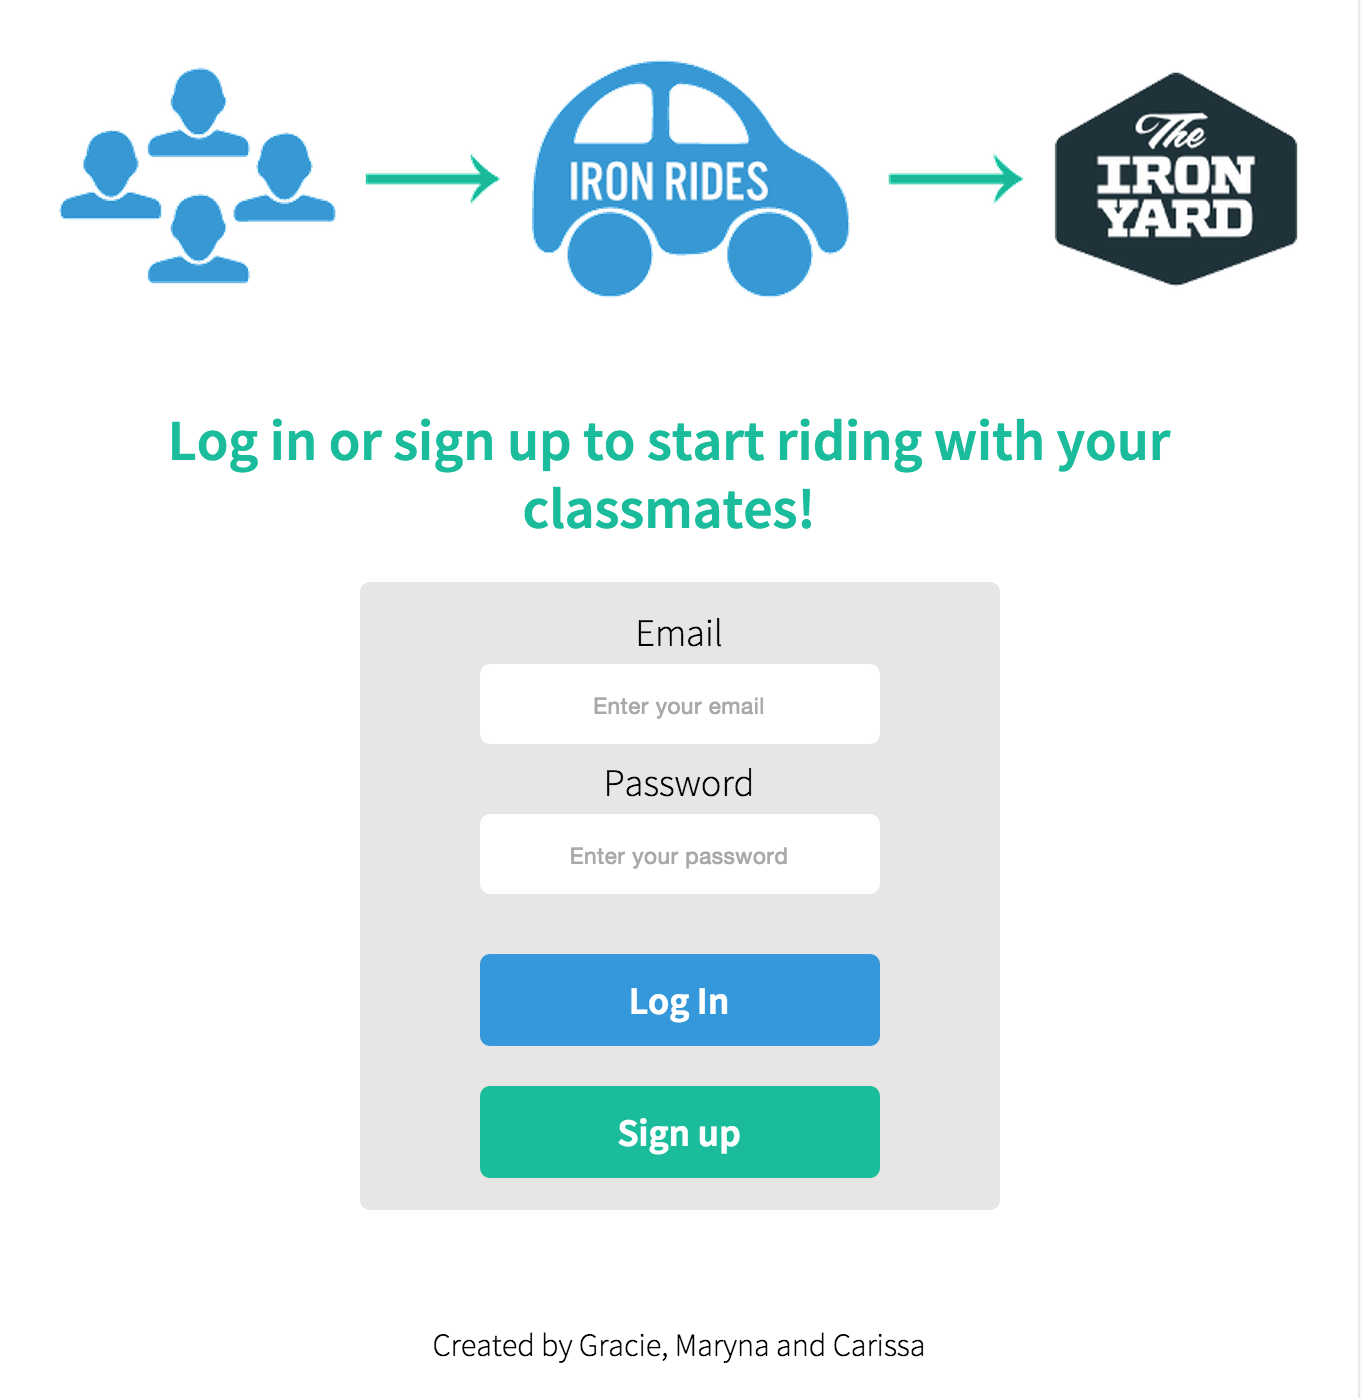 IRON RIDES
The
IRON
YARD
Log in or sign up to start riding with your
classmates!
Email
Enter your email
Password
Enter your password
Log In
Sign up
Created by Gracie, Maryna and Carissa